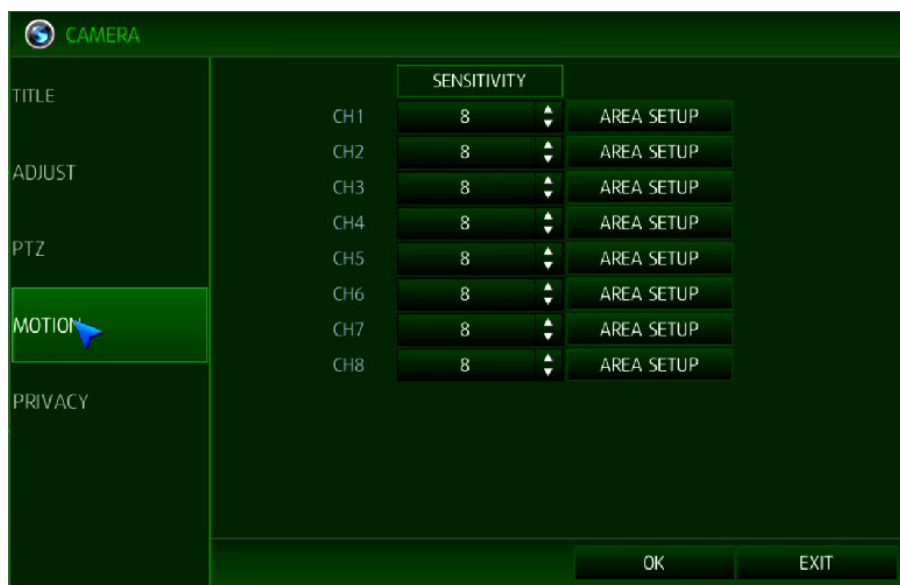 CAMERA
TITLE
ADJUST
PTZ
MOTION
PRIVACY
SENSITIVITY
CH1 8 AREA SETUP
CH2 8 AREA SETUP
CH3 8 AREA SETUP
CH4 8 AREA SETUP
CH5 8 AREA SETUP
CH6 8 AREA SETUP
CH7 8 AREA SETUP
CH8 8 AREA SETUP
OK EXIT